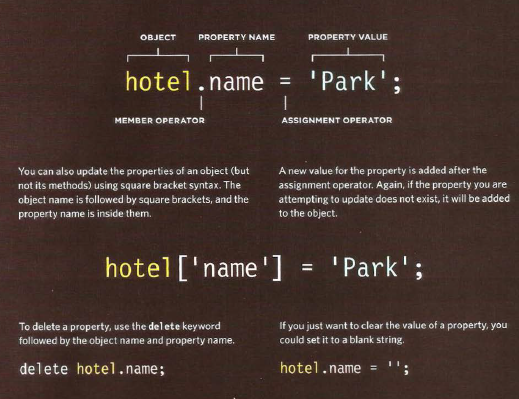 OBJECT PROPERTY NAME PROPERTY VALUE
hotel.name = 'Park';
MEMBER OPERATOR ASSIGNMENT OPERATOR
You can also update the properties of an object (but
not its methods) using square bracket syntax. The
object name is followed by square brackets, and the
property name is inside them.
A new value for the property is added after the
assignment operator. Again, if the property you are
attempting to update does not exist, it will be added
to the object.
hotel['name'] = 'Park';
To delete a property, use the delete keyword
followed by the object name and property name.
delete hotel.name;
If you just want to clear the value of a property, you
could set it to a blank string.
hotel.name = '';